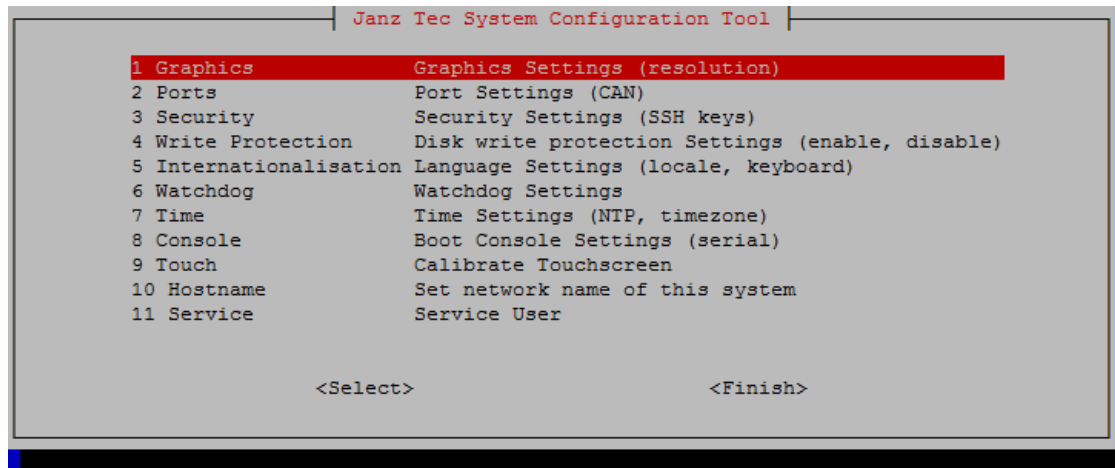 Janz Tec System Configuration Tool
1 Graphics Graphics Settings (resolution)
2 Ports Port Settings (CAN)
3 Security Security Settings (SSH keys)
4 Write Protection Disk write protection Settings (enable, disable)
5 Internationalisation Language Settings (locale, keyboard)
6 Watchdog Watchdog Settings
7 Time Time Settings (NTP, timezone)
8 Console Boot Console Settings (serial)
9 Touch Calibrate Touchscreen
10 Hostname Set network name of this system
11 Service Service User
<Select> <Finish>